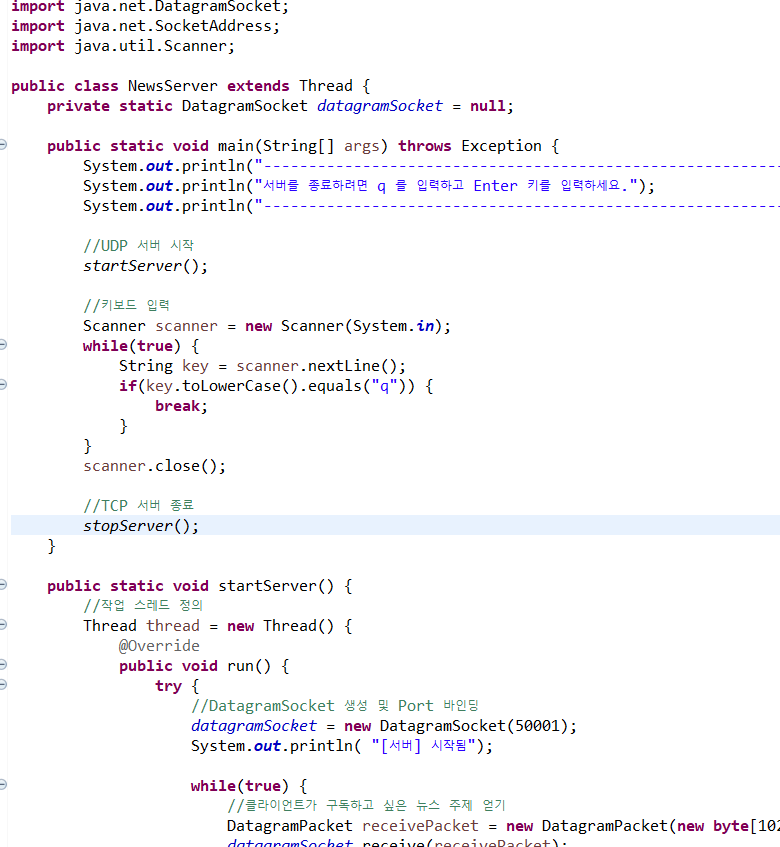 import java.net.DatagramSocket;
import java.net.SocketAddress;
import java.util.Scanner;
public class NewsServer extends Thread {
private static DatagramSocket datagramSocket = null;
public static void main(String[] args) throws Exception {
System.out.println("----------------------------------------------------------
System.out.println("서버를 종료하려면 q 를 입력하고 Enter 키를 입력하세요.");
System.out.println("----------------------------------------------------------
//UDP 서버 시작
startServer();
//키보드 입력
Scanner scanner = new Scanner(System.in);
while(true) {
String key = scanner.nextLine();
if(key.toLowerCase().equals("q")) {
break;
}
}
scanner.close();
//TCP 서버 종료
stopServer();
}
public static void startServer() {
//작업 스레드 정의
Thread thread = new Thread() {
@Override
public void run() {
try {
//DatagramSocket 생성 및 Port 바인딩
datagramSocket = new DatagramSocket(50001);
System.out.println( "[서버] 시작됨");
while(true) {
//클라이언트가 구독하고 싶은 뉴스 주제 얻기
DatagramPacket receivePacket = new DatagramPacket(new byte[102
datagramSocket.receive(receivePacket);